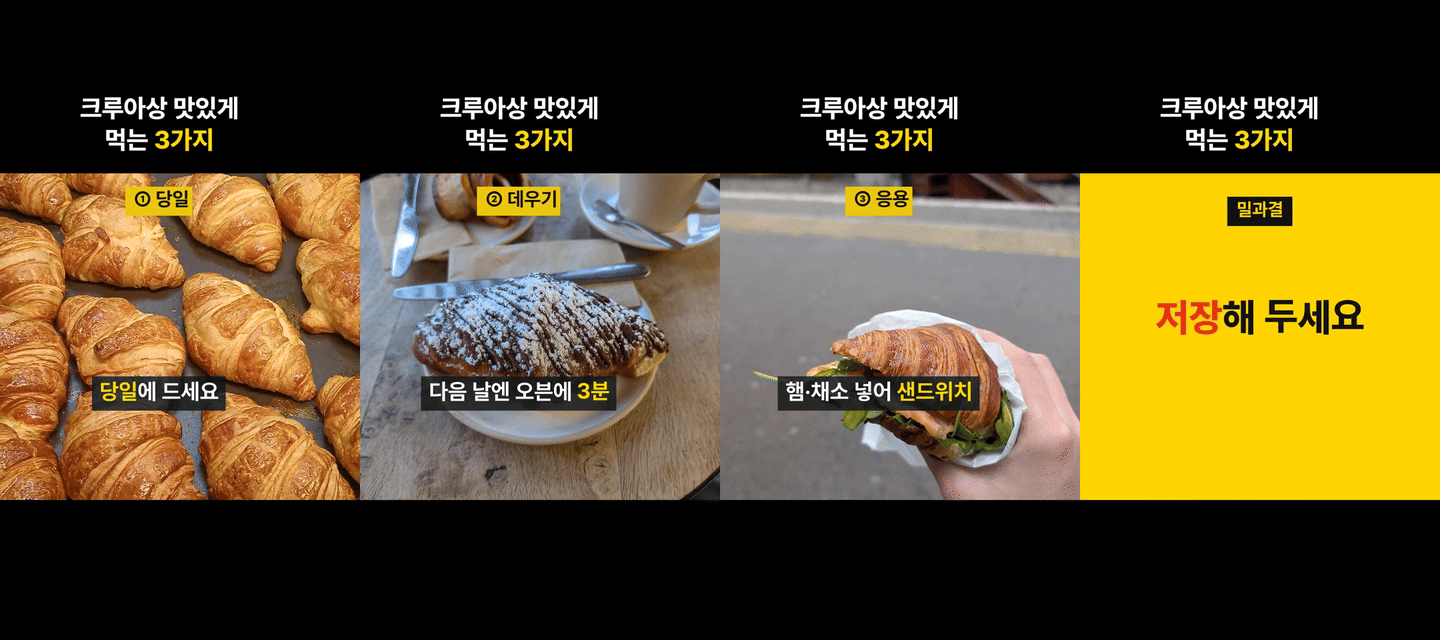 크루아상 맛있게
먹는 3가지
① 당일
당일에 드세요
크루아상 맛있게
먹는 3가지
② 데우기
다음 날엔 오븐에 3분
크루아상 맛있게
먹는 3가지
③ 응용
햄·채소 넣어 샌드위치
크루아상 맛있게
먹는 3가지
밀과결
저장해 두세요